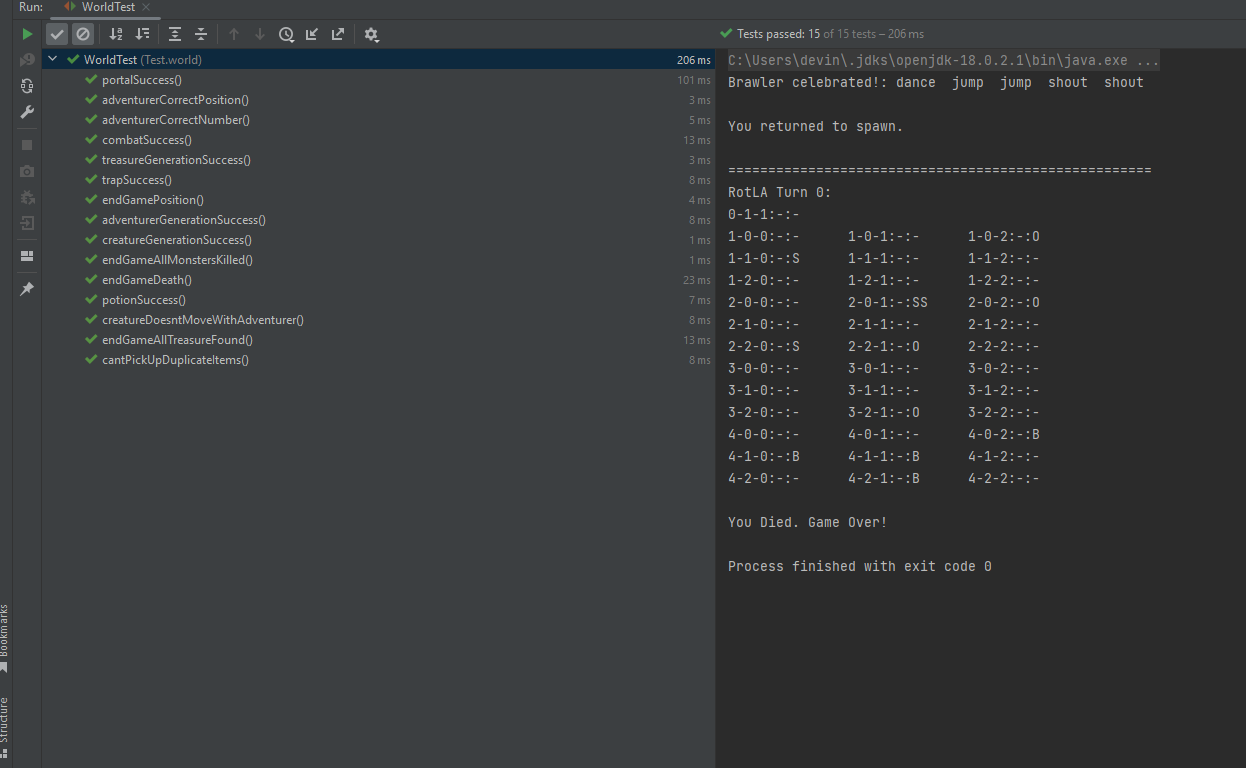 Run: WorldTest
Tests passed: 15 of 15 tests – 206 ms
WorldTest (Test.world) 206 ms
portalSuccess() 101 ms
adventurerCorrectPosition() 3 ms
adventurerCorrectNumber() 5 ms
combatSuccess() 13 ms
treasureGenerationSuccess() 3 ms
trapSuccess() 8 ms
endGamePosition() 4 ms
adventurerGenerationSuccess() 8 ms
creatureGenerationSuccess() 1 ms
endGameAllMonstersKilled() 1 ms
endGameDeath() 23 ms
potionSuccess() 7 ms
creatureDoesntMoveWithAdventurer() 8 ms
endGameAllTreasureFound() 13 ms
cantPickUpDuplicateItems() 8 ms
C:\Users\devin\.jdks\openjdk-18.0.2.1\bin\java.exe ...
Brawler celebrated!: dance  jump  jump  shout  shout
You returned to spawn.
=====================================================
RotLA Turn 0:
0-1-1:-:-
1-0-0:-:-      1-0-1:-:-      1-0-2:-:O
1-1-0:-:S      1-1-1:-:-      1-1-2:-:-
1-2-0:-:-      1-2-1:-:-      1-2-2:-:-
2-0-0:-:-      2-0-1:-:SS     2-0-2:-:O
2-1-0:-:-      2-1-1:-:-      2-1-2:-:-
2-2-0:-:S      2-2-1:-:O      2-2-2:-:-
3-0-0:-:-      3-0-1:-:-      3-0-2:-:-
3-1-0:-:-      3-1-1:-:-      3-1-2:-:-
3-2-0:-:-      3-2-1:-:O      3-2-2:-:-
4-0-0:-:-      4-0-1:-:-      4-0-2:-:B
4-1-0:-:B      4-1-1:-:B      4-1-2:-:-
4-2-0:-:-      4-2-1:-:B      4-2-2:-:-
You Died. Game Over!
Process finished with exit code 0
Bookmarks
Structure